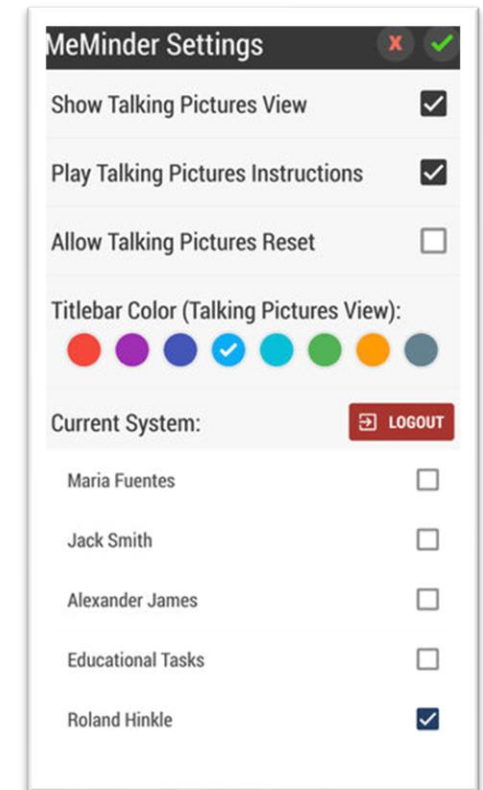 MeMinder Settings
Show Talking Pictures View
Play Talking Pictures Instructions
Allow Talking Pictures Reset
Titlebar Color (Talking Pictures View):
Current System: LOGOUT
Maria Fuentes
Jack Smith
Alexander James
Educational Tasks
Roland Hinkle